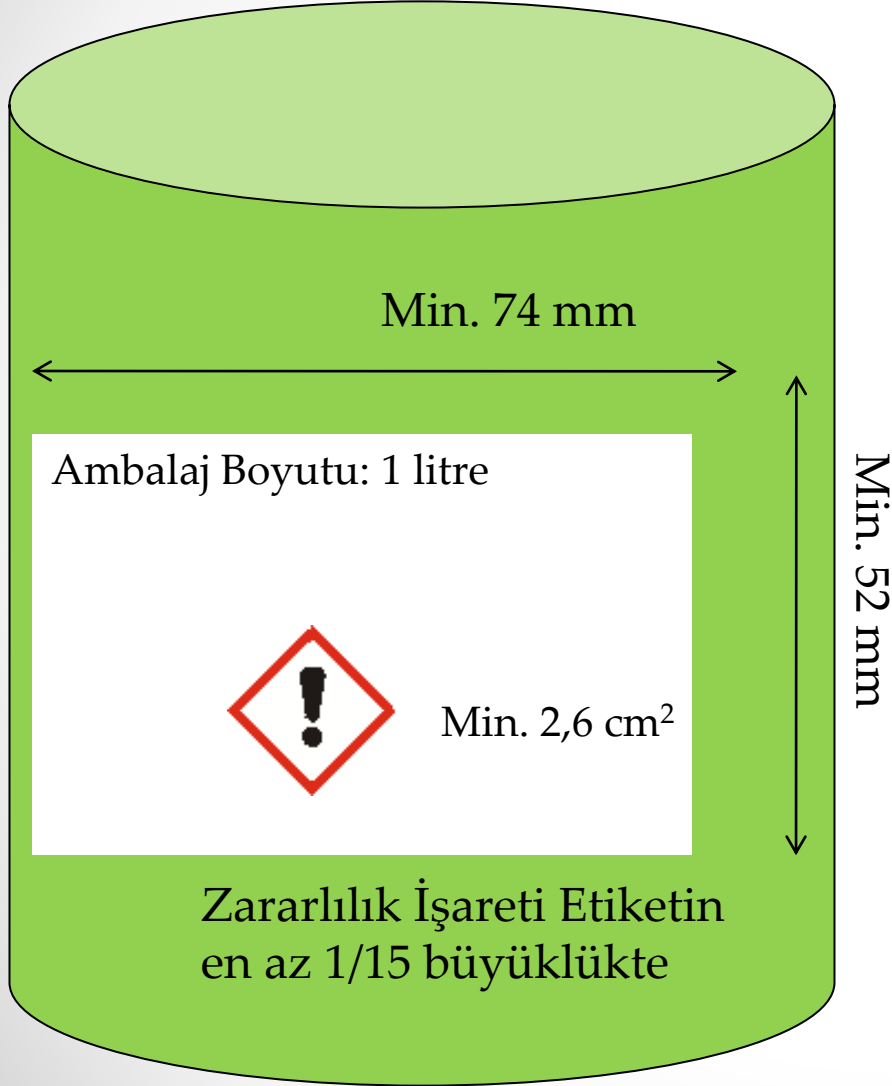 Min. 74 mm
Ambalaj Boyutu: 1 litre
Min. 52 mm
Min. 2,6 cm²
Zararlılık İşareti Etiketin
en az 1/15 büyüklükte